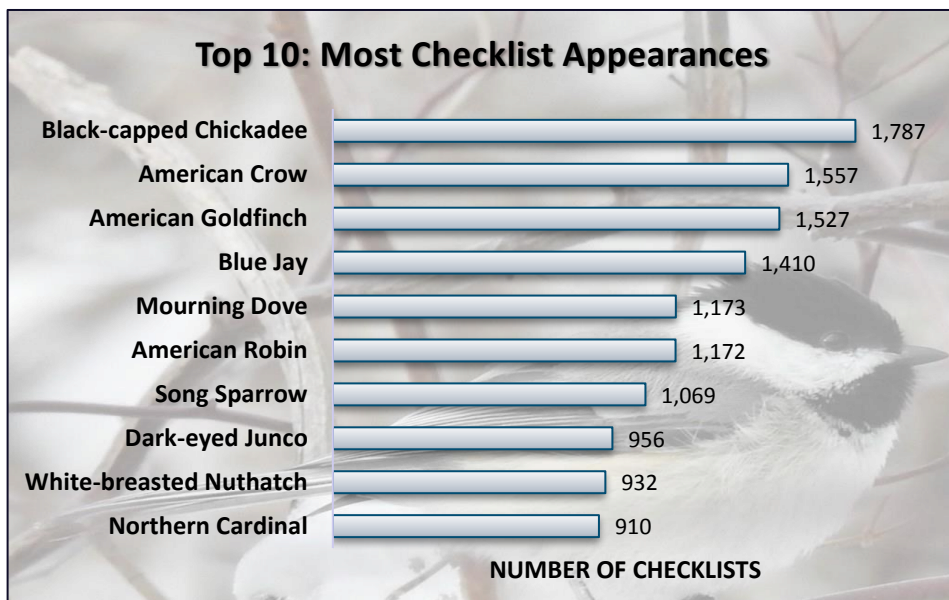 Top 10: Most Checklist Appearances
Black-capped Chickadee 1,787
American Crow 1,557
American Goldfinch 1,527
Blue Jay 1,410
Mourning Dove 1,173
American Robin 1,172
Song Sparrow 1,069
Dark-eyed Junco 956
White-breasted Nuthatch 932
Northern Cardinal 910
NUMBER OF CHECKLISTS